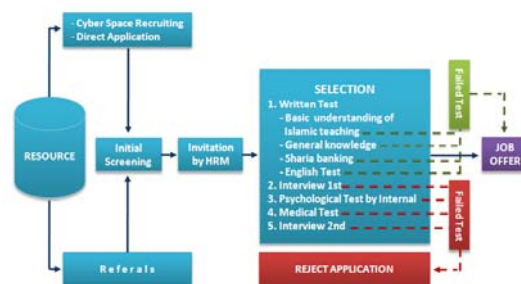 - Cyber Space Recruiting
- Direct Application
RESOURCE
Initial
Screening
Invitation
by HRM
Referals
SELECTION
1. Written Test
- Basic understanding of
Islamic teaching
- General knowledge
- Sharia banking
- English Test
2. Interview 1st
3. Psychological Test by Internal
4. Medical Test
5. Interview 2nd
Failed Test
JOB
OFFER
Failed Test
REJECT APPLICATION